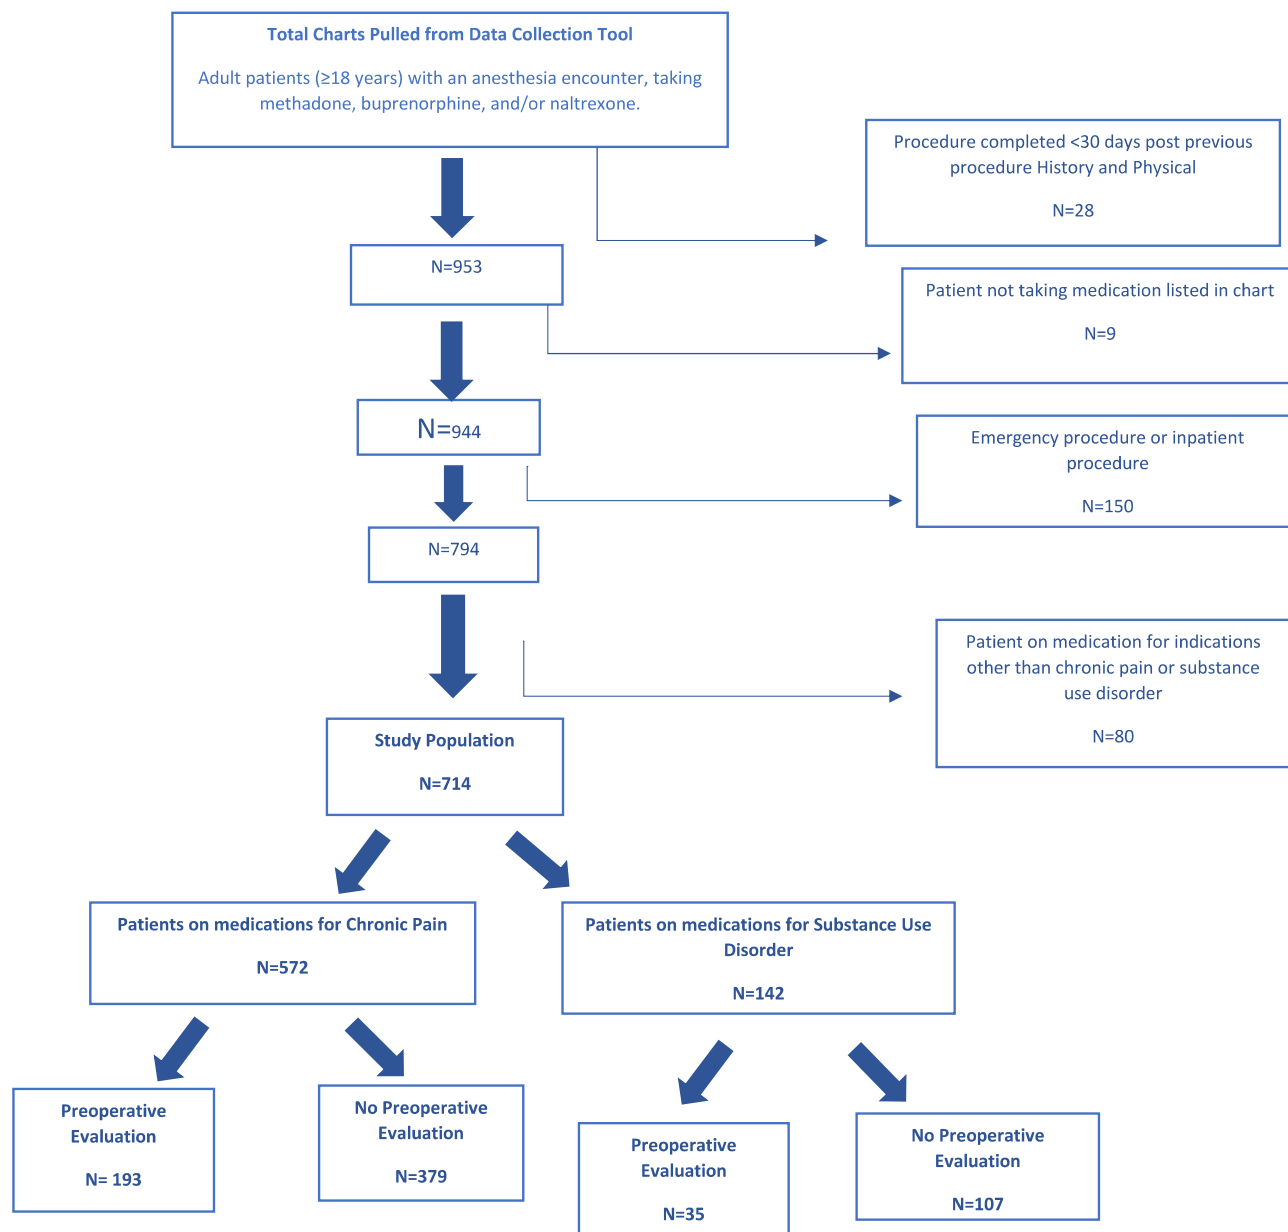 Total Charts Pulled from Data Collection Tool
Adult patients (≥18 years) with an anesthesia encounter, taking
methadone, buprenorphine, and/or naltrexone.
Procedure completed <30 days post previous
procedure History and Physical
N=28
N=953
Patient not taking medication listed in chart
N=9
N=944
Emergency procedure or inpatient
procedure
N=150
N=794
Patient on medication for indications
other than chronic pain or substance
use disorder
N=80
Study Population
N=714
Patients on medications for Chronic Pain
N=572
Patients on medications for Substance Use
Disorder
N=142
Preoperative
Evaluation
N= 193
No Preoperative
Evaluation
N=379
Preoperative
Evaluation
N=35
No Preoperative
Evaluation
N=107